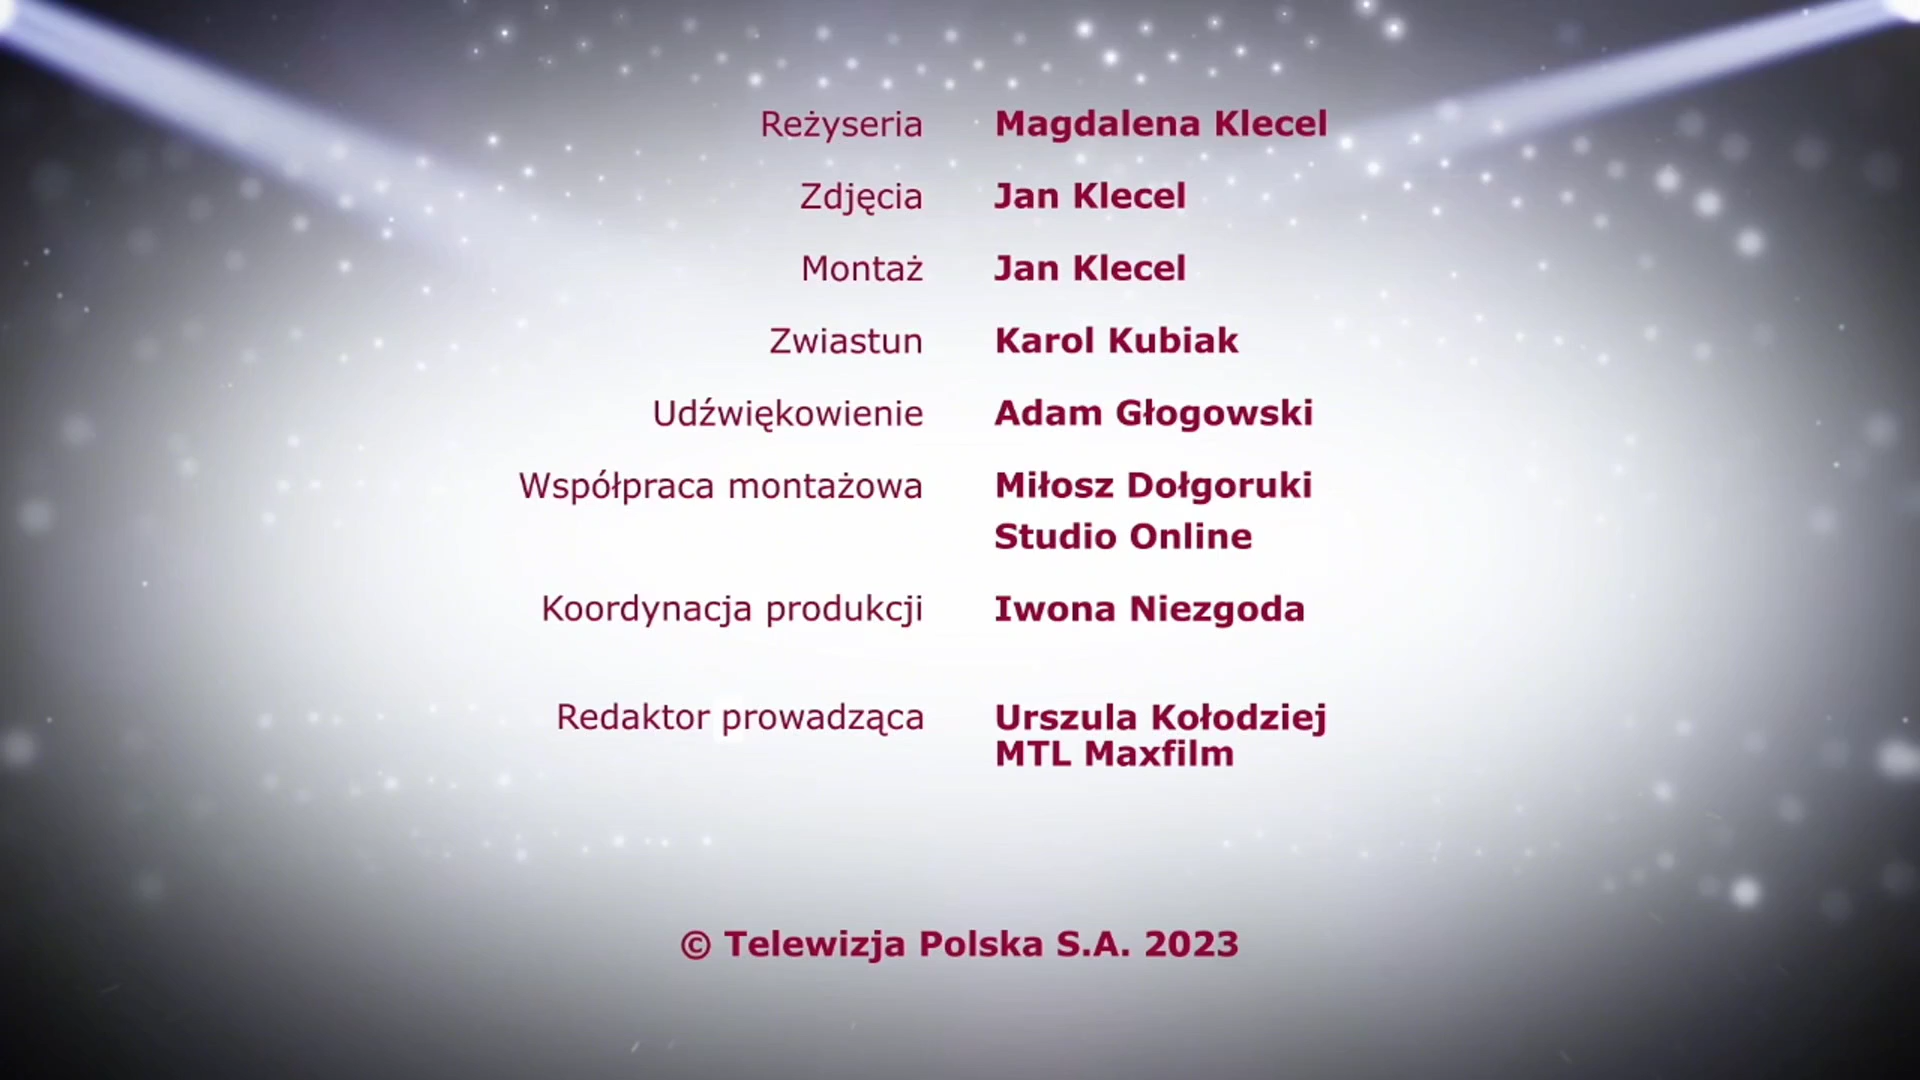 Reżyseria Magdalena Klecel
Zdjęcia Jan Klecel
Montaż Jan Klecel
Zwiastun Karol Kubiak
Udźwiękowienie Adam Głogowski
Współpraca montażowa Miłosz Dołgoruki
Studio Online
Koordynacja produkcji Iwona Niezgoda
Redaktor prowadząca Urszula Kołodziej
MTL Maxfilm
© Telewizja Polska S.A. 2023